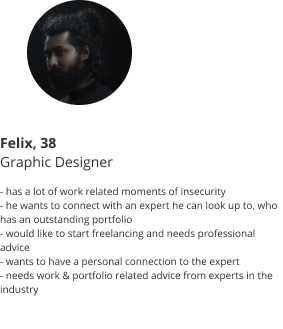 Felix, 38
Graphic Designer
- has a lot of work related moments of insecurity
- he wants to connect with an expert he can look up to, who
has an outstanding portfolio
- would like to start freelancing and needs professional
advice
- wants to have a personal connection to the expert
- needs work & portfolio related advice from experts in the
industry